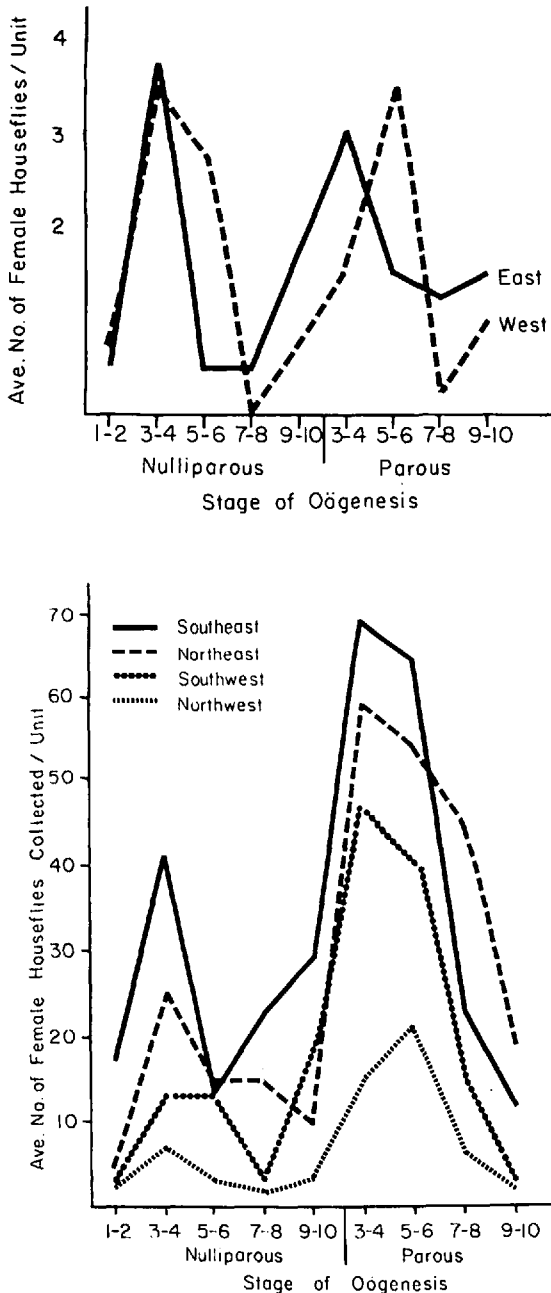 Ave. No. of Female Houseflies / Unit
4
3
2
East
West
1-2 3-4 5-6 7-8 9-10 3-4 5-6 7-8 9-10
Nulliparous Parous
Stage of Oögenesis
Ave. No. of Female Houseflies Collected / Unit
70
60
50
40
30
20
10
Southeast
Northeast
Southwest
Northwest
1-2 3-4 5-6 7-8 9-10 3-4 5-6 7-8 9-10
Nulliparous Parous
Stage of Oögenesis